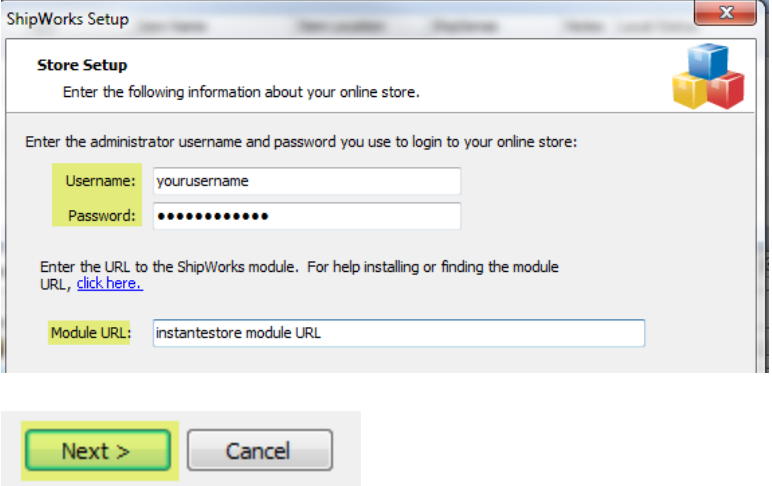 ShipWorks Setup
Store Setup
Enter the following information about your online store.
Enter the administrator username and password you use to login to your online store:
Username: yourusername
Password: ●●●●●●●●●●●●
Enter the URL to the ShipWorks module.  For help installing or finding the module
URL, click here.
Module URL: instantestore module URL
Next >
Cancel